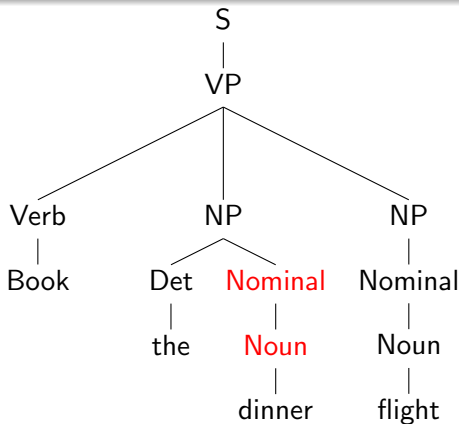 S
VP
Verb NP NP
Book Det Nominal Nominal
the Noun Noun
dinner flight